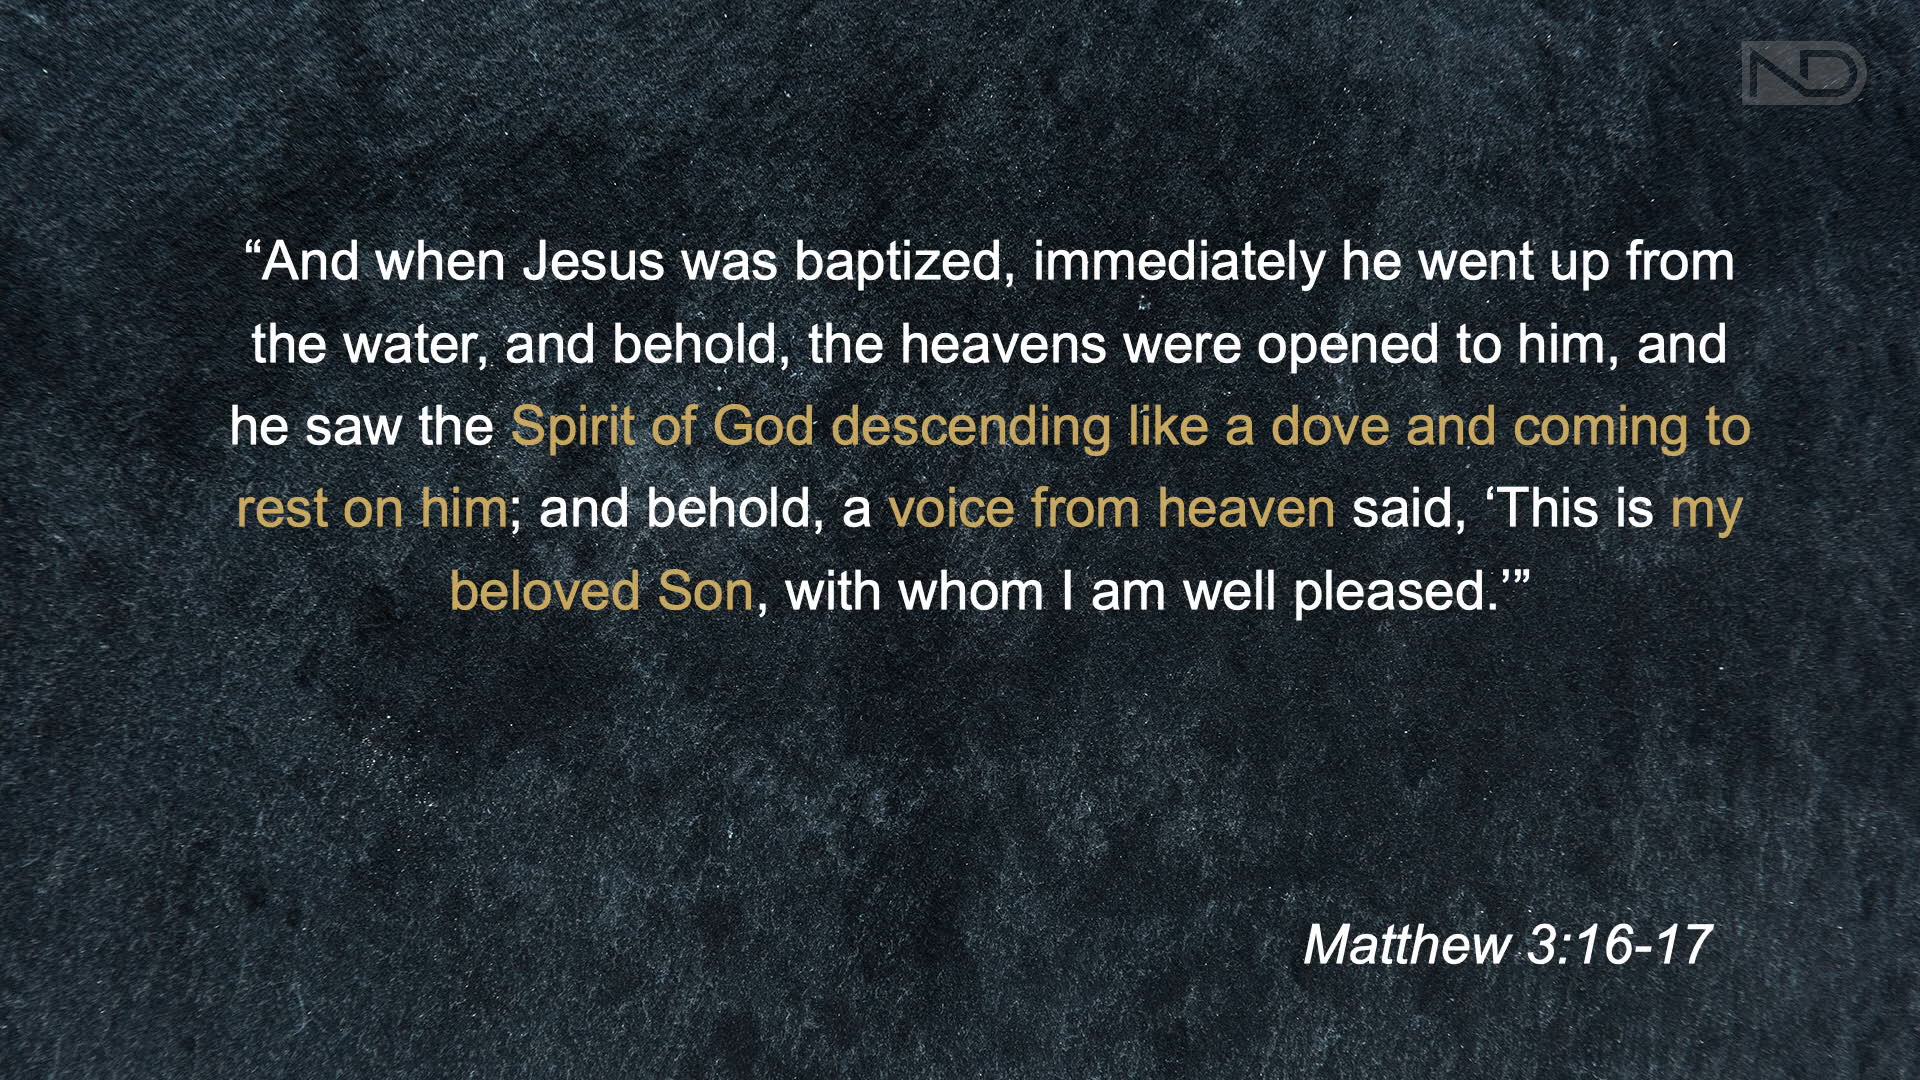 ND
“And when Jesus was baptized, immediately he went up from
the water, and behold, the heavens were opened to him, and
he saw the Spirit of God descending like a dove and coming to
rest on him; and behold, a voice from heaven said, ‘This is my
beloved Son, with whom I am well pleased.’”
Matthew 3:16-17